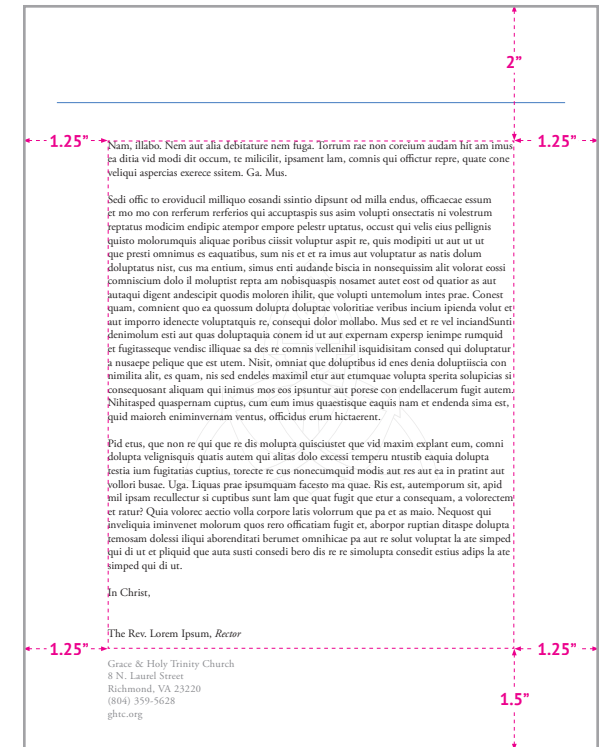 2”
1.25” 1.25”
Nam, illabo. Nem aut alia debitature nem fuga. Torrum rae non coreium audam hit am imus
ea ditia vid modi dit occum, te milicilit, ipsament lam, comnis qui offictur repre, quate cone
veliqui aspercias exerece ssitem. Ga. Mus.
Sedi offic to eroviducil milliquo eosandi ssintio dipsunt od milla endus, officaecae essum
et mo mo con rerferum rerferios qui accuptaspis sus asim volupti onsectatis ni volestrum
reptatus modicim endipic atempor empore pelestr uptatus, occust qui velis eius pellignis
quisto molorumquis aliquae poribus ciissit voluptur aspit re, quis modipiti ut aut ut ut
que presti omnimus es eaquatibus, sum nis et et ra imus aut voluptatur as natis dolum
doluptatus nist, cus ma entium, simus enti audande biscia in nonsequissim alit volorat eossi
comniscium dolo il moluptist repta am nobisquaspis nosamet autet eost od quatior as aut
autaqui digent andescipit quodis moloren ihilit, que volupti untemolum intes prae. Conest
quam, comnient quo ea quossum dolupta doluptae voloritiae veribus incium ipienda volut et
aut imporro idenecte voluptatquis re, consequi dolor mollabo. Mus sed et re vel inciandSunti
denimolum esti aut quas doluptaquia conem id ut aut expernam expersp ienimpe rumquid
et fugitasseque vendisc illiquae sa des re comnis vellenihil isquidisitam consed qui doluptatur
a nusaepe pelique que est utem. Nisit, omniat que doluptibus id enes denia doluptiiscia con
nimilita alit, es quam, nis sed endeles maximil etur aut etumquae volupta sperita solupicias si
consequosant aliquam qui inimus mos eos ipsuntur aut porese con endellacerum fugit autem
Nihitasped quaspernam cuptus, cum eum imus quaestisque eaquis nam et endenda sima est,
quid maioreh eniminvernam ventus, officidus erum hictaerent.
Pid etus, que non re qui que re dis molupta quisciustet que vid maxim explant eum, comni
dolupta velignisquis quatis autem qui alitas dolo excessi temperu ntustib eaquia dolupta
testia ium fugitatias cuptius, torecte re cus noncumquid modis aut res aut ea in pratint aut
vollori busae. Uga. Liquas prae ipsumquam facesto ma quae. Ris est, autemporum sit, apid
mil ipsam recullectur si cuptibus sunt lam que quat fugit que etur a consequam, a volorectem
et ratur? Quia volorec aectio volla corpore latis volorrum que pa et as maio. Nequost qui
inveliquia iminvenet molorum quos rero officatiam fugit et, aborpor ruptian ditaspe dolupta
temosam dolessi iliqui aborenditati berumet omnihicae pa aut re solut voluptat la ate simped
qui di ut et pliquid que auta susti consedi bero dis re re simolupta consedit estius adips la ate
simped qui di ut.
In Christ,
The Rev. Lorem Ipsum, Rector
1.25” 1.25”
Grace & Holy Trinity Church
8 N. Laurel Street
Richmond, VA 23220
(804) 359-5628
ghtc.org
1.5”